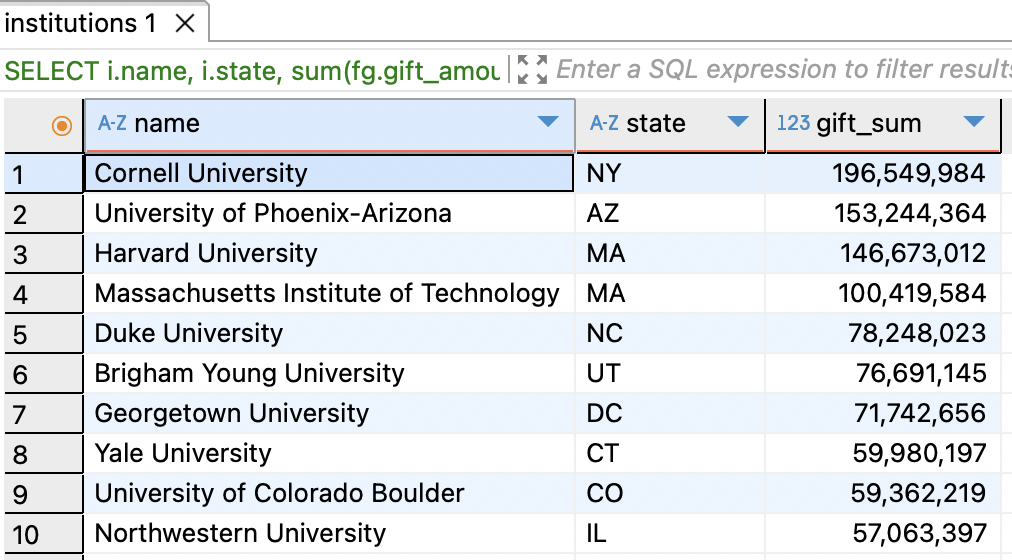 institutions 1
SELECT i.name, i.state, sum(fg.gift_amou Enter a SQL expression to filter results
A-Z name A-Z state 123 gift_sum
1 Cornell University NY 196,549,984
2 University of Phoenix-Arizona AZ 153,244,364
3 Harvard University MA 146,673,012
4 Massachusetts Institute of Technology MA 100,419,584
5 Duke University NC 78,248,023
6 Brigham Young University UT 76,691,145
7 Georgetown University DC 71,742,656
8 Yale University CT 59,980,197
9 University of Colorado Boulder CO 59,362,219
10 Northwestern University IL 57,063,397